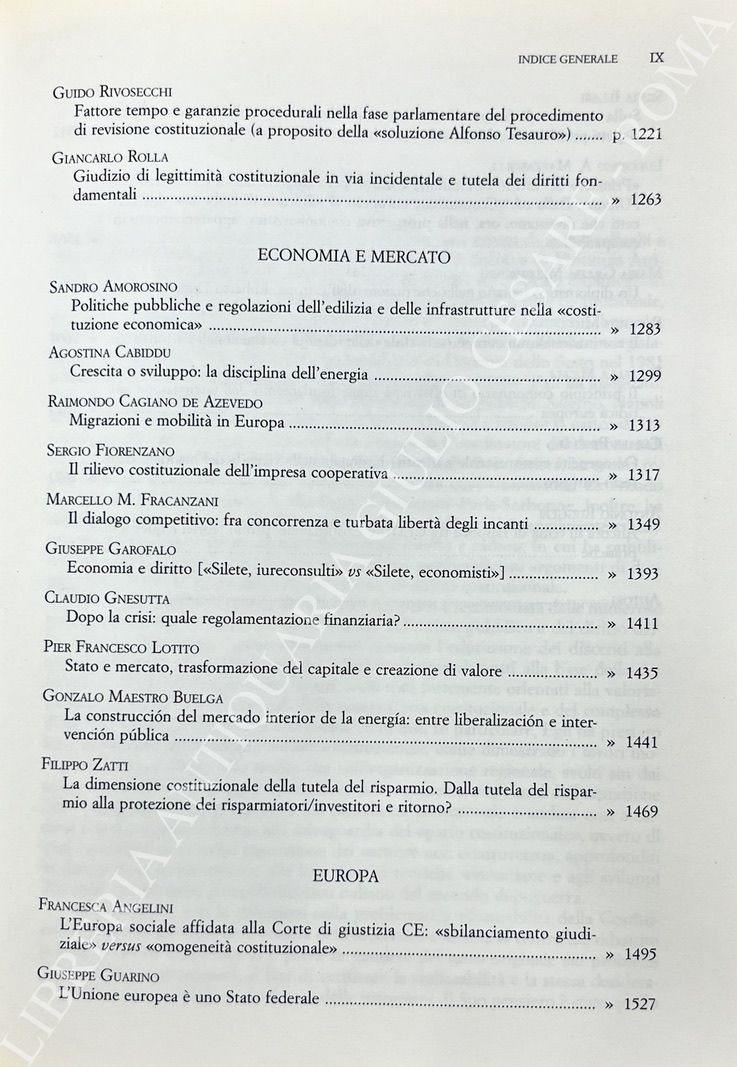 INDICE GENERALE IX
GUIDO RIVOSECCHI
Fattore tempo e garanzie procedurali nella fase parlamentare del procedimento
di revisione costituzionale (a proposito della «soluzione Alfonso Tesauro») ....... p. 1221
GIANCARLO ROLLA
Giudizio di legittimità costituzionale in via incidentale e tutela dei diritti fon-
damentali ........................................................................ » 1263
ECONOMIA E MERCATO
SANDRO AMOROSINO
Politiche pubbliche e regolazioni dell'edilizia e delle infrastrutture nella «costi-
tuzione economica» ........................................................................ » 1283
AGOSTINA CABIDDU
Crescita o sviluppo: la disciplina dell'energia ................................................ » 1299
RAIMONDO CAGIANO DE AZEVEDO
Migrazioni e mobilità in Europa ................................................................ » 1313
SERGIO FIORENZANO
Il rilievo costituzionale dell'impresa cooperativa ............................................ » 1317
MARCELLO M. FRACANZANI
Il dialogo competitivo: fra concorrenza e turbata libertà degli incanti .............. » 1349
GIUSEPPE GAROFALO
Economia e diritto [«Silete, iureconsulti» vs «Silete, economisti»] ................... » 1393
CLAUDIO GNESUTTA
Dopo la crisi: quale regolamentazione finanziaria? .......................................... » 1411
PIER FRANCESCO LOTITO
Stato e mercato, trasformazione del capitale e creazione di valore ................... » 1435
GONZALO MAESTRO BUELGA
La construcción del mercado interior de la energía: entre liberalización e inter-
vención pública ........................................................................ » 1441
FILIPPO ZATTI
La dimensione costituzionale della tutela del risparmio. Dalla tutela del rispar-
mio alla protezione dei risparmiatori/investitori e ritorno? ............................. » 1469
EUROPA
FRANCESCA ANGELINI
L'Europa sociale affidata alla Corte di giustizia CE: «sbilanciamento giudi-
ziale» versus «omogeneità costituzionale» ...................................................... » 1495
GIUSEPPE GUARINO
L'Unione europea è uno Stato federale .......................................................... » 1527
LIBRERIA ANTIQUARIA GIULIO CESARE - ROMA